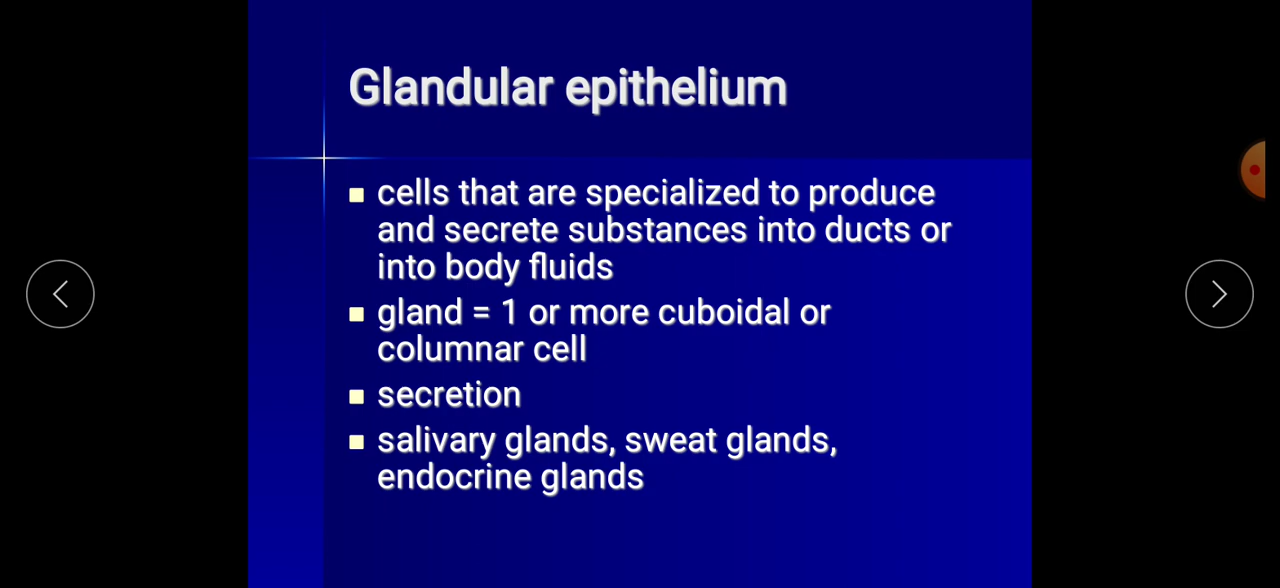 Glandular epithelium
cells that are specialized to produce
and secrete substances into ducts or
into body fluids
gland = 1 or more cuboidal or
columnar cell
secretion
salivary glands, sweat glands,
endocrine glands